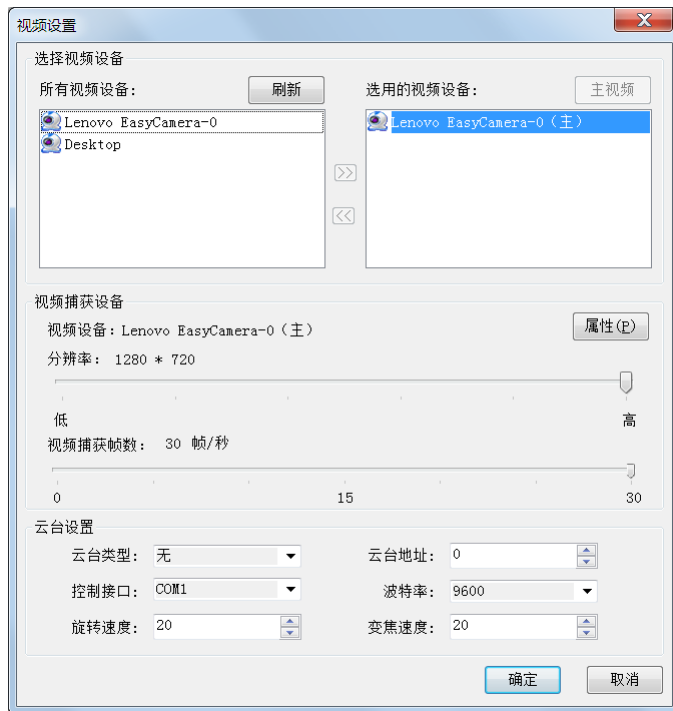 视频设置
选择视频设备
所有视频设备: 刷新 选用的视频设备: 主视频
Lenovo EasyCamera-0 Lenovo EasyCamera-0（主）
Desktop
视频捕获设备
视频设备:Lenovo EasyCamera-0（主） 属性(P)
分辨率: 1280 * 720
低 高
视频捕获帧数: 30 帧/秒
0 15 30
云台设置
云台类型: 无 云台地址: 0
控制接口: COM1 波特率: 9600
旋转速度: 20 变焦速度: 20
确定 取消